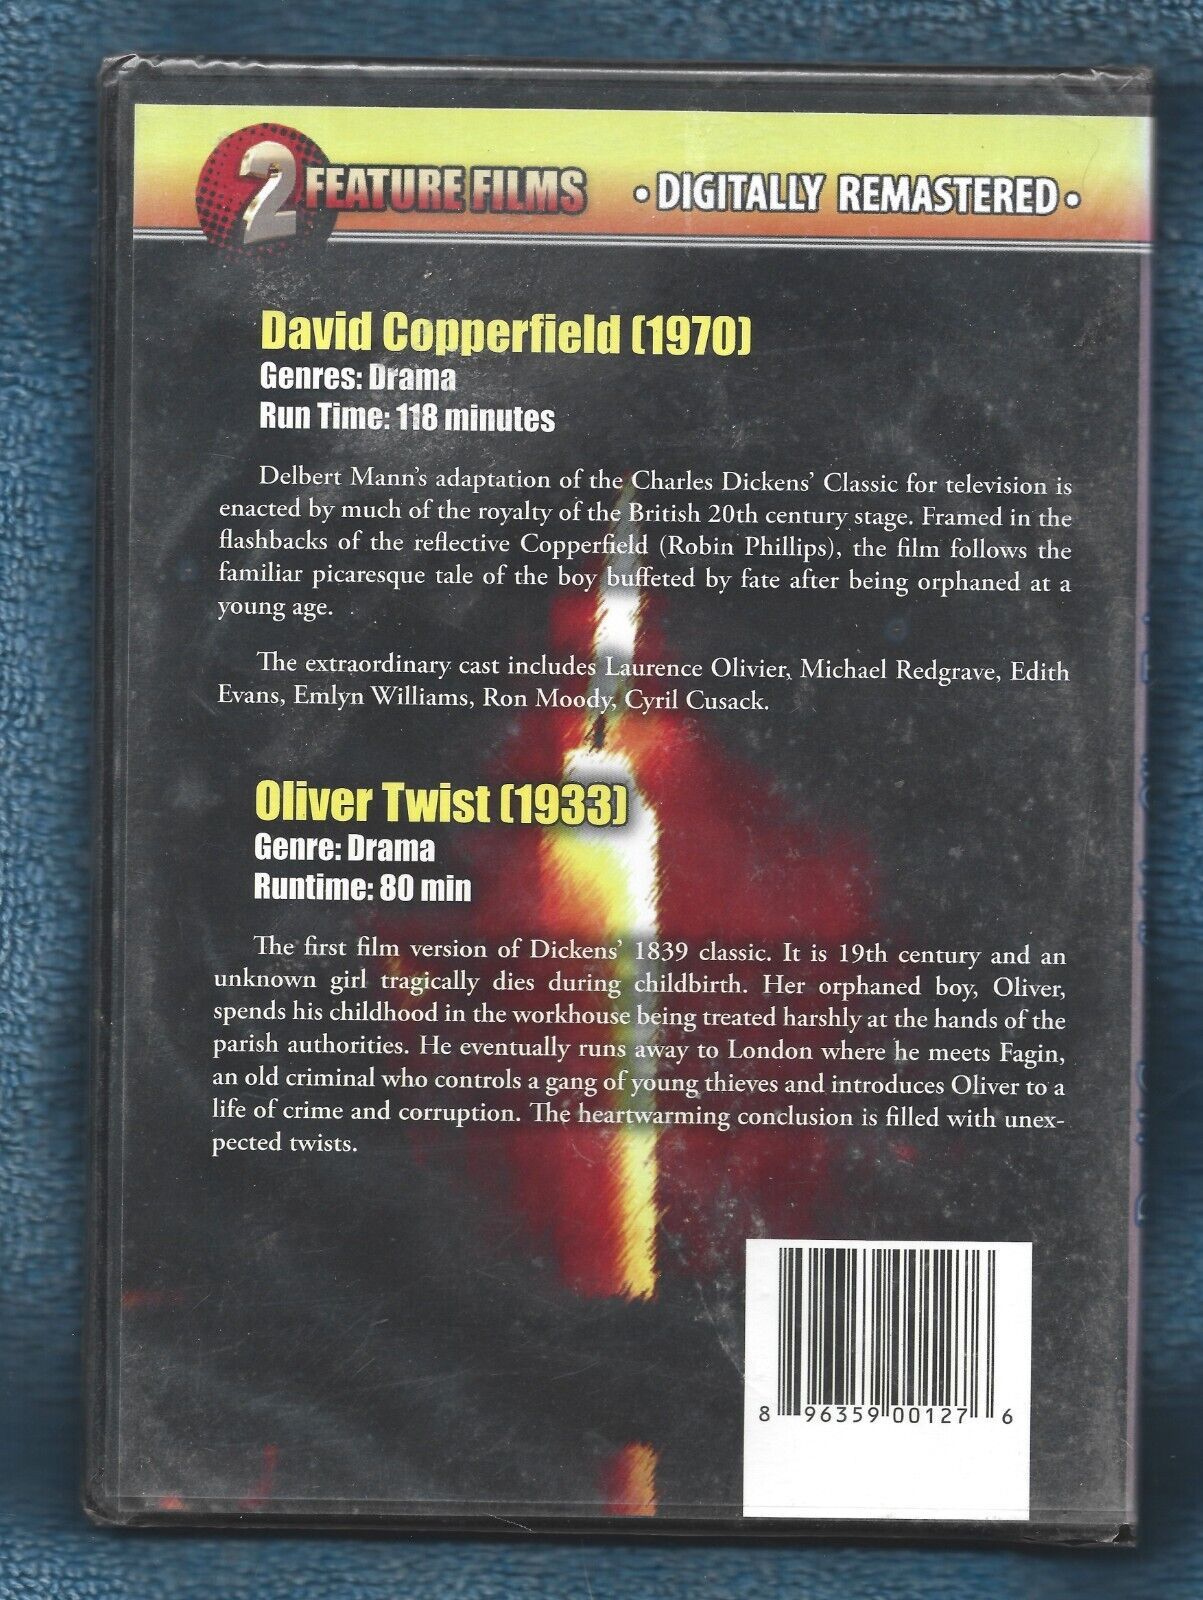 2 FEATURE FILMS • DIGITALLY REMASTERED •
David Copperfield (1970)
Genres: Drama
Run Time: 118 minutes
Delbert Mann's adaptation of the Charles Dickens' Classic for television is
enacted by much of the royalty of the British 20th century stage. Framed in the
flashbacks of the reflective Copperfield (Robin Phillips), the film follows the
familiar picaresque tale of the boy buffeted by fate after being orphaned at a
young age.
The extraordinary cast includes Laurence Olivier, Michael Redgrave, Edith
Evans, Emlyn Williams, Ron Moody, Cyril Cusack.
Oliver Twist (1933)
Genre: Drama
Runtime: 80 min
The first film version of Dickens' 1839 classic. It is 19th century and an
unknown girl tragically dies during childbirth. Her orphaned boy, Oliver,
spends his childhood in the workhouse being treated harshly at the hands of the
parish authorities. He eventually runs away to London where he meets Fagin,
an old criminal who controls a gang of young thieves and introduces Oliver to a
life of crime and corruption. The heartwarming conclusion is filled with unex-
pected twists.
8 96359 00127 6